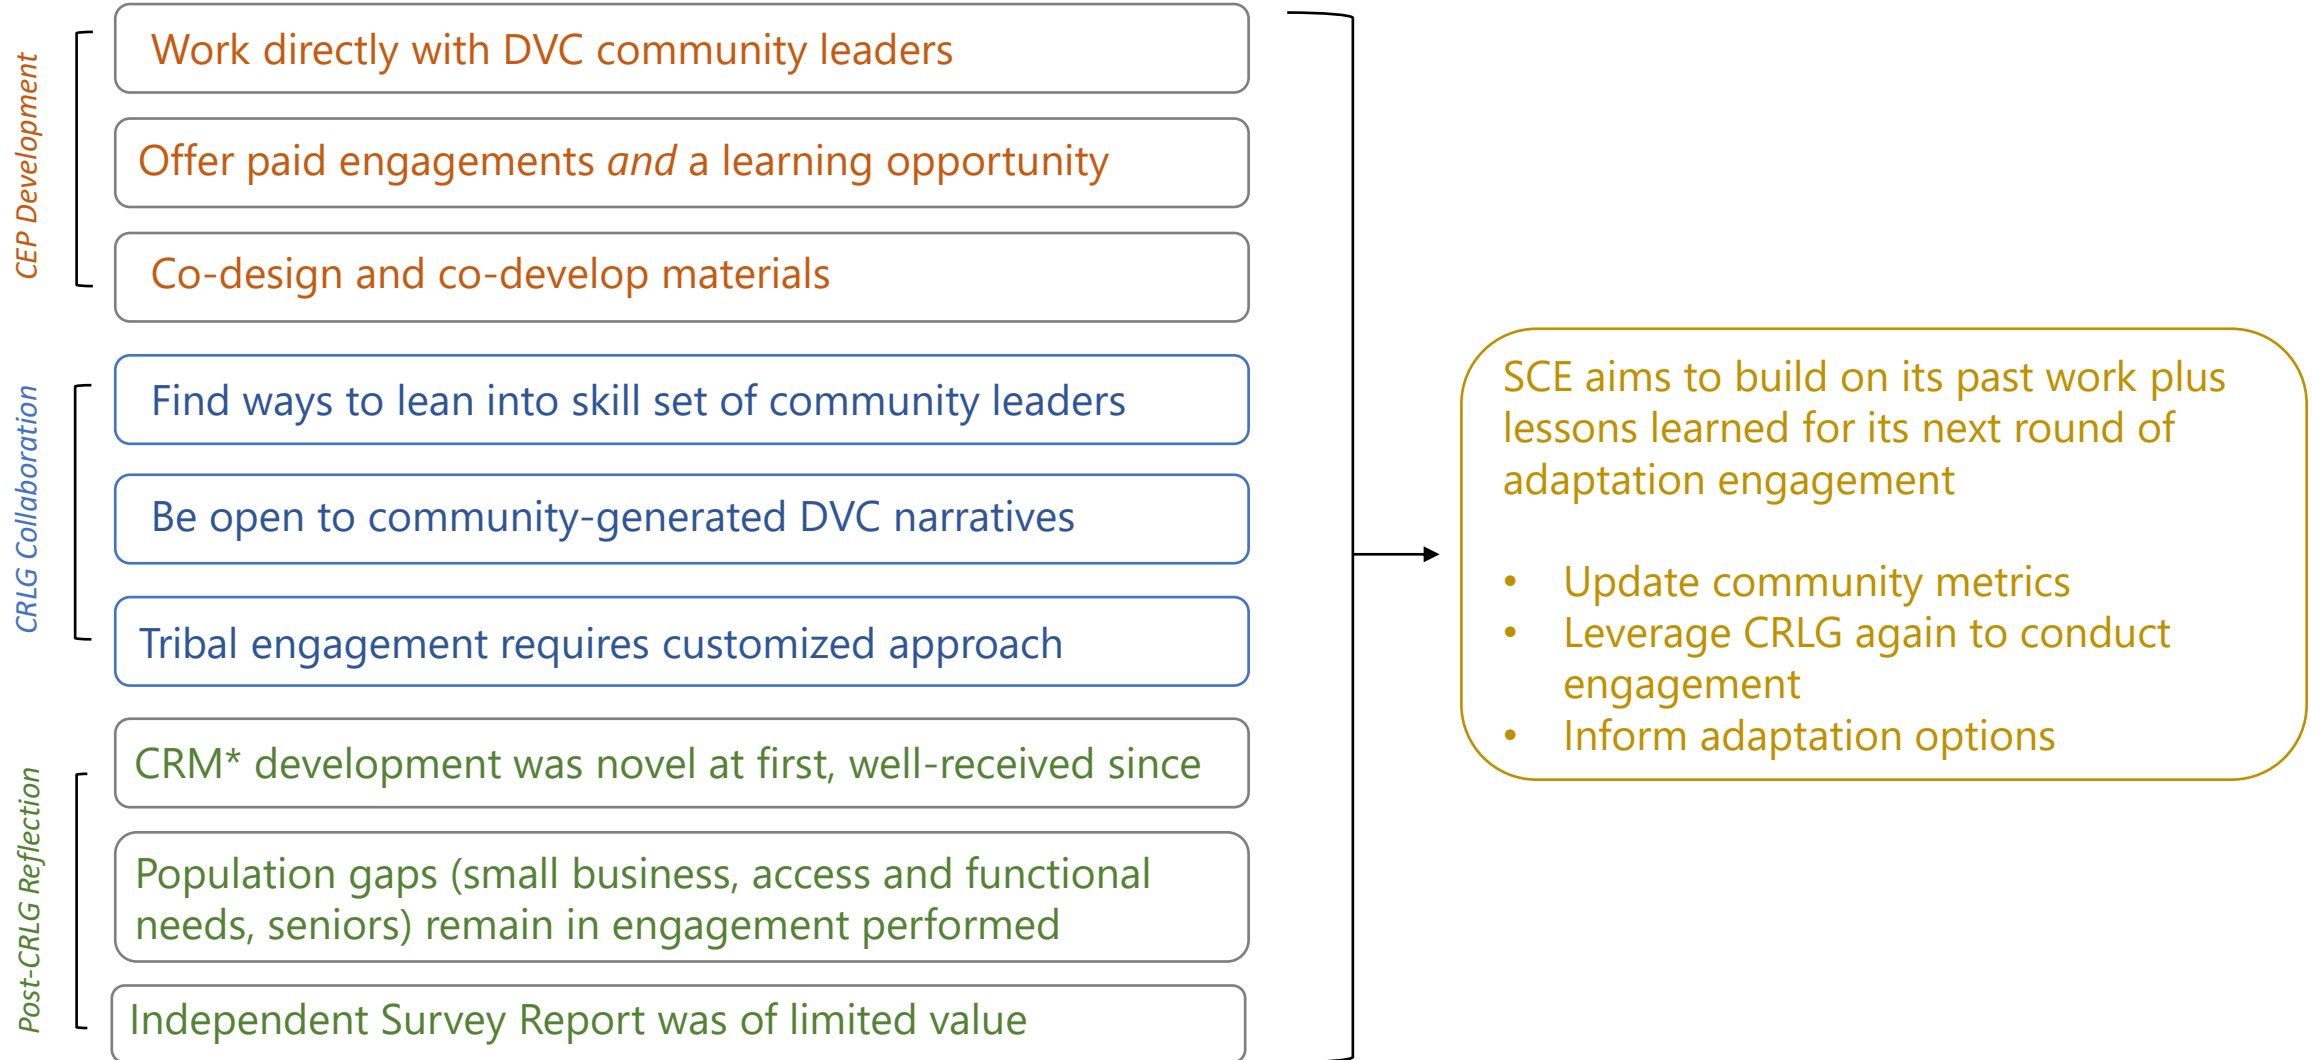 CEP Development
Work directly with DVC community leaders
Offer paid engagements and a learning opportunity
Co-design and co-develop materials
CRLG Collaboration
Find ways to lean into skill set of community leaders
Be open to community-generated DVC narratives
Tribal engagement requires customized approach
Post-CRLG Reflection
CRM* development was novel at first, well-received since
Population gaps (small business, access and functional
needs, seniors) remain in engagement performed
Independent Survey Report was of limited value
SCE aims to build on its past work plus
lessons learned for its next round of
adaptation engagement
• Update community metrics
• Leverage CRLG again to conduct
engagement
• Inform adaptation options